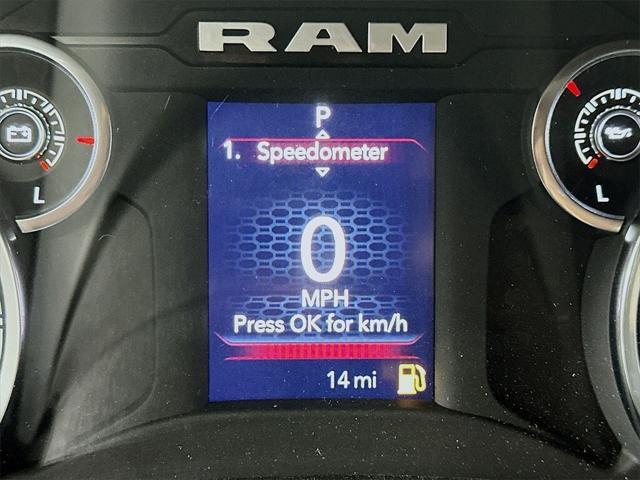 RAM
P
1. Speedometer
0
MPH
Press OK for km/h
14 mi
L
L